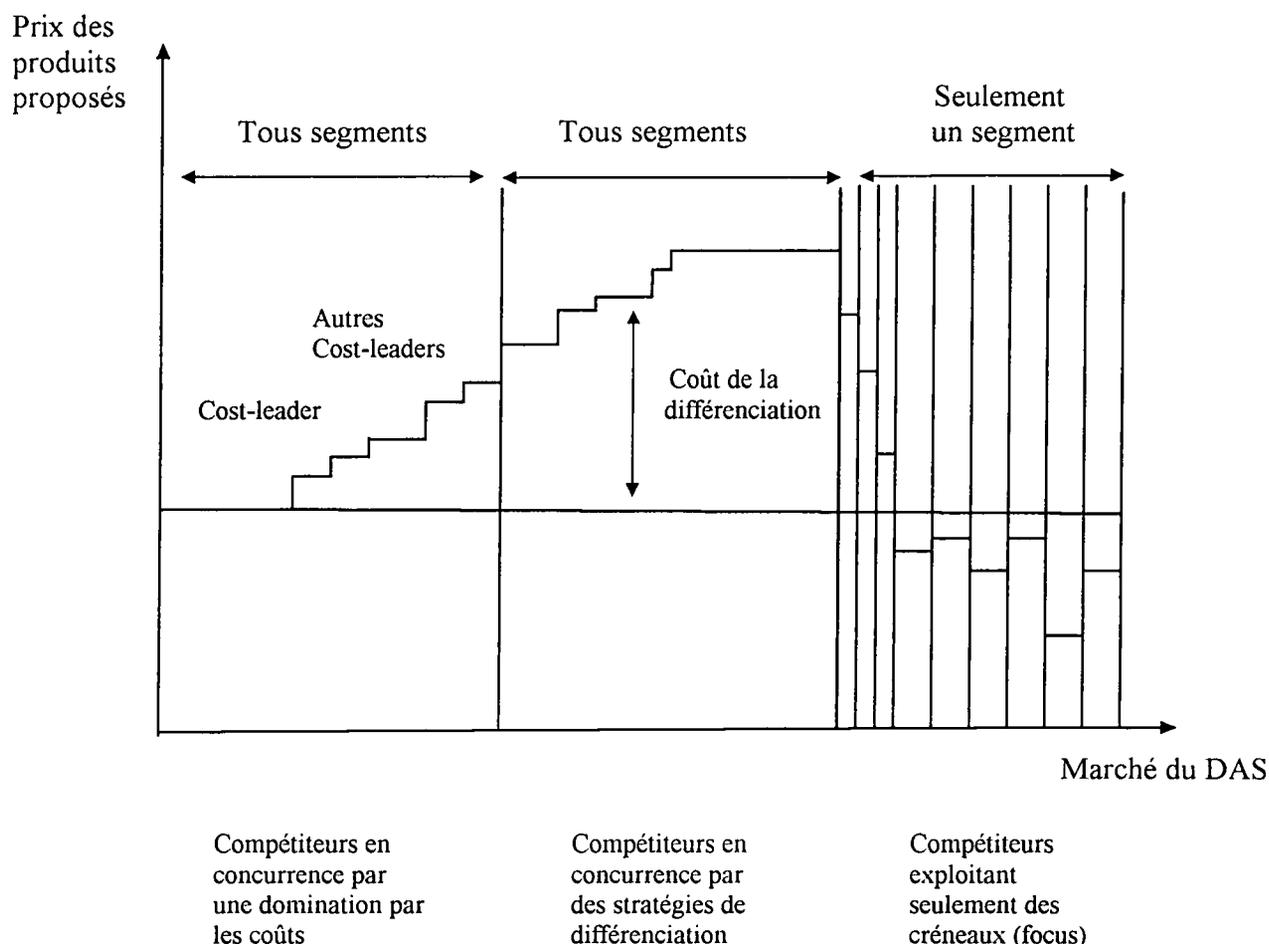 Prix des
produits
proposés
Tous segments
Tous segments
Seulement
un segment
Autres
Cost-leaders
Cost-leader
Coût de la
différenciation
Marché du DAS
Compétiteurs en
concurrence par
une domination par
les coûts
Compétiteurs en
concurrence par
des stratégies de
différenciation
Compétiteurs
exploitant
seulement des
créneaux (focus)